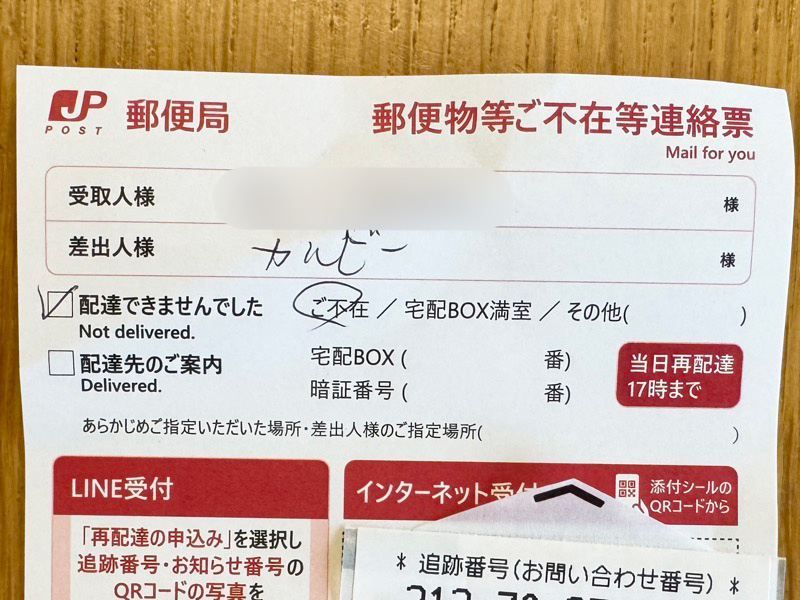 JP POST 郵便局
郵便物等ご不在等連絡票
Mail for you
受取人様 様
差出人様 カルビー 様
配達できませんでした ご不在 / 宅配BOX満室 / その他( )
Not delivered.
配達先のご案内 宅配BOX ( 番)
Delivered. 暗証番号 ( 番)
当日再配達
17時まで
あらかじめご指定いただいた場所・差出人様のご指定場所( )
LINE受付
「再配達の申込み」を選択し
追跡番号・お知らせ番号の
QRコードの写真を
インターネット受付
添付シールの
QRコードから
* 追跡番号(お問い合わせ番号) *